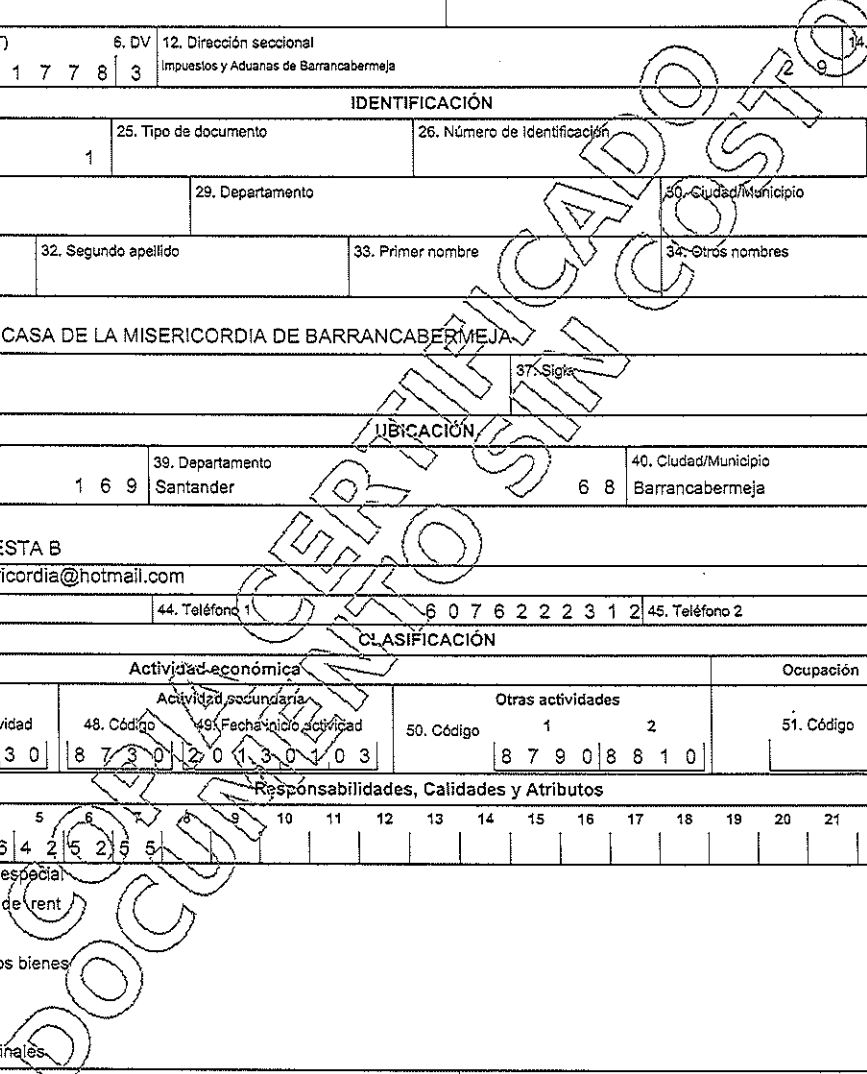 T) 6. DV 12. Dirección seccional 14.
1 7 7 8 3 Impuestos y Aduanas de Barrancabermeja 2 9
IDENTIFICACIÓN
25. Tipo de documento 26. Número de Identificación
1
29. Departamento 30. Ciudad/Municipio
32. Segundo apellido 33. Primer nombre 34. Otros nombres
CASA DE LA MISERICORDIA DE BARRANCABERMEJA
37. Sigla
UBICACIÓN
39. Departamento 40. Ciudad/Municipio
1 6 9 Santander 6 8 Barrancabermeja
ESTA B
ricordia@hotmail.com
44. Teléfono 1 6 0 7 6 2 2 2 3 1 2 45. Teléfono 2
CLASIFICACIÓN
Actividad económica Ocupación
Actividad secundaria Otras actividades
vidad 48. Código 49. Fecha inicio actividad 50. Código 1 2 51. Código
3 0 8 7 3 0 2 0 1 3 0 1 0 3 8 7 9 0 8 8 1 0
Responsabilidades, Calidades y Atributos
5 6 7 8 9 10 11 12 13 14 15 16 17 18 19 20 21
6 4 2 5 2 5 5
especial
de rent
os bienes
inales
COPIA CERTIFICADO
DOCUMENTO SIN COSTO